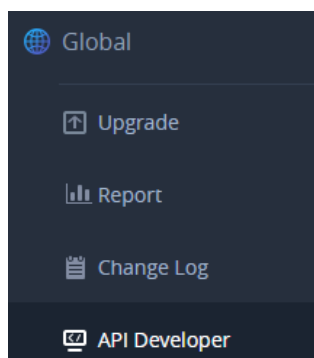 Global
Upgrade
Report
Change Log
API Developer